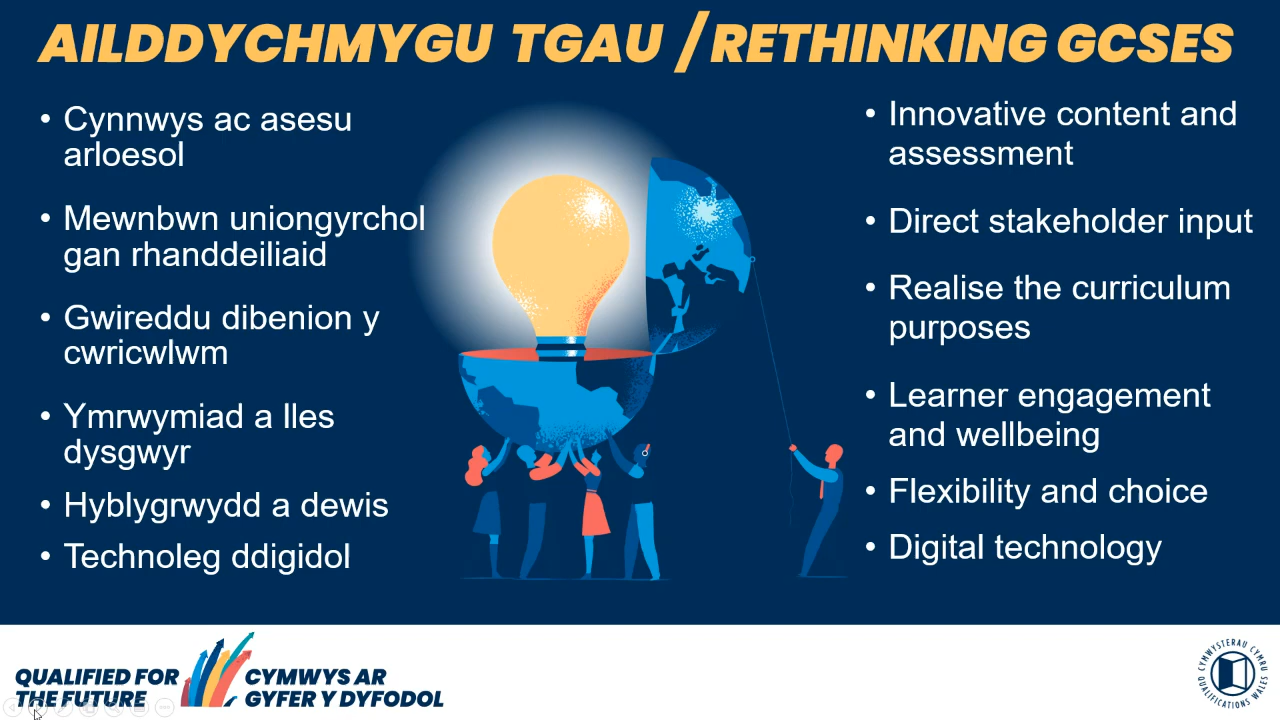 AILDDYCHMYGU TGAU / RETHINKING GCSES
• Cynnwys ac asesu
arloesol
• Mewnbwn uniongyrchol
gan rhanddeiliaid
• Gwireddu dibenion y
cwricwlwm
• Ymrwymiad a lles
dysgwyr
• Hyblygrwydd a dewis
• Technoleg ddigidol
• Innovative content and
assessment
• Direct stakeholder input
• Realise the curriculum
purposes
• Learner engagement
and wellbeing
• Flexibility and choice
• Digital technology
QUALIFIED FOR
THE FUTURE
CYMWYS AR
GYFER Y DYFODOL
CYMWYSTERAU CYMRU
QUALIFICATIONS WALES